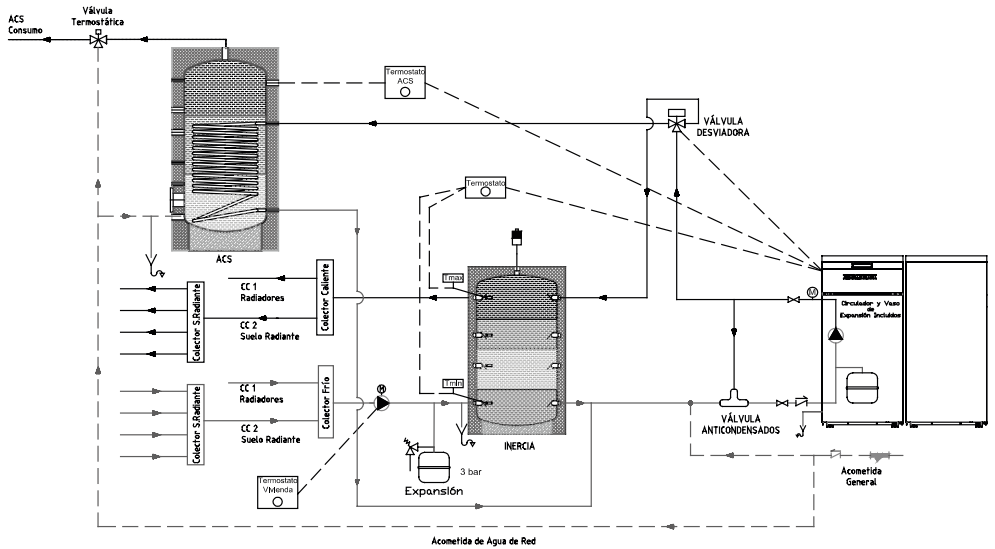 ACS
Consumo
Válvula
Termostática
Termostato
ACS
VÁLVULA
DESVIADORA
Termostato
ACS
Tmax
CC 1
Radiadores
CC 2
Suelo Radiante
Colector S.Radiante
Colector Caliente
M
Circulador y Vaso
de
Expansión Incluidos
Tmin
CC 1
Radiadores
CC 2
Suelo Radiante
Colector S.Radiante
Colector Frío
M
VÁLVULA
ANTICONDENSADOS
INERCIA
Termostato
VMenda
3 bar
Expansión
Acometida
General
Acometida de Agua de Red